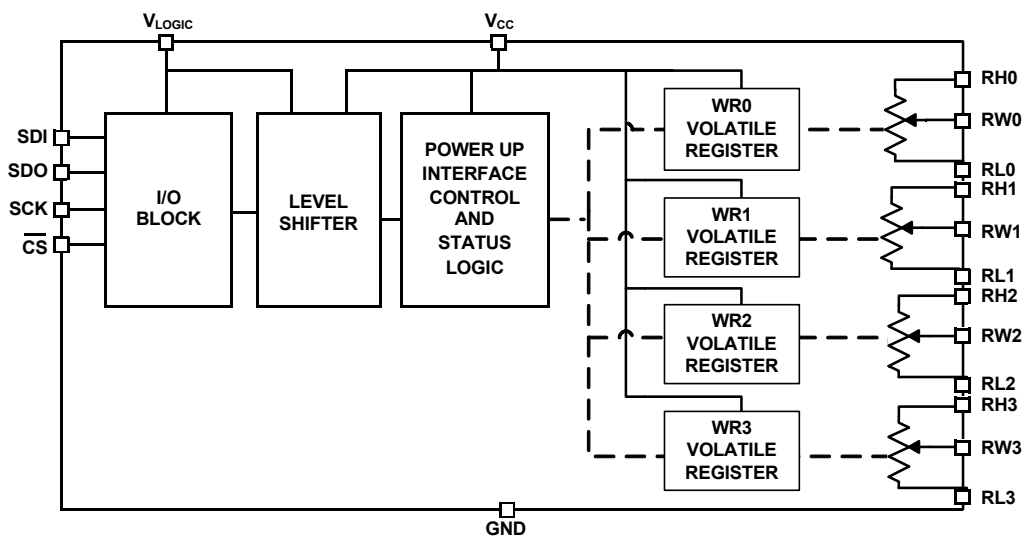 VLOGIC
VCC
SDI
SDO
SCK
CS
I/O
BLOCK
LEVEL
SHIFTER
POWER UP
INTERFACE
CONTROL
AND
STATUS
LOGIC
WR0
VOLATILE
REGISTER
WR1
VOLATILE
REGISTER
WR2
VOLATILE
REGISTER
WR3
VOLATILE
REGISTER
RH0
RW0
RL0
RH1
RW1
RL1
RH2
RW2
RL2
RH3
RW3
RL3
GND